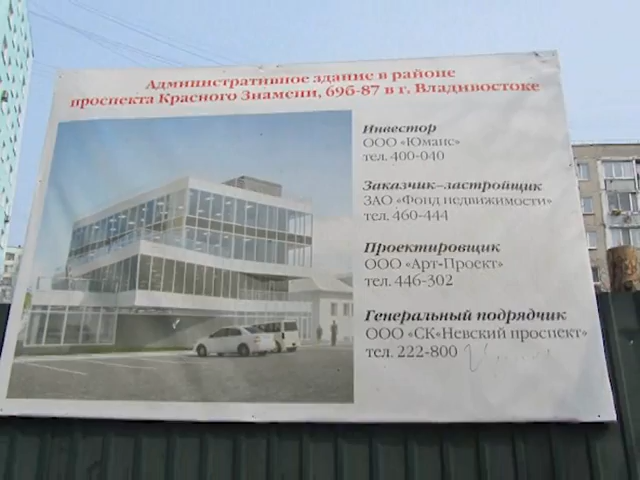 Административное здание в районе
проспекта Красного Знамени, 69б-87 в г. Владивостоке
Инвестор
ООО «Юмаис»
тел. 400-040
Заказчик-застройщик
ЗАО «Фонд недвижимости»
тел. 460-444
Проектировщик
ООО «Арт-Проект»
тел. 446-302
Генеральный подрядчик
ООО «СК«Невский проспект»
тел. 222-800